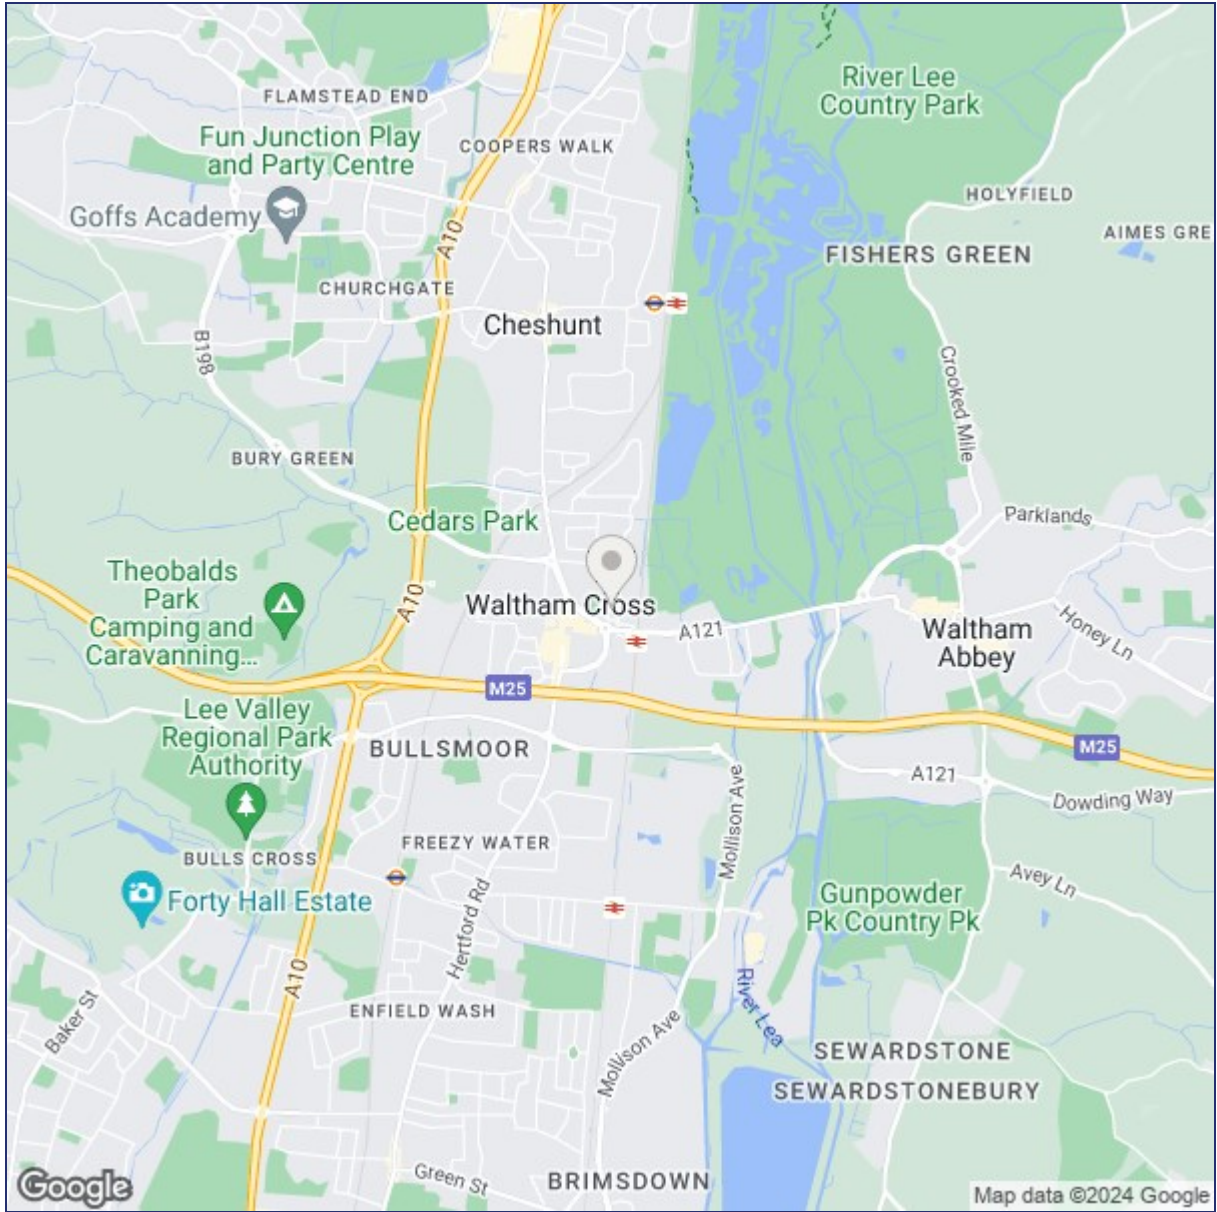 River Lee
Country Park
FLAMSTEAD END
Fun Junction Play
and Party Centre
COOPERS WALK
HOLYFIELD
Goffs Academy
AIMES GRE
A10
FISHERS GREEN
CHURCHGATE
Cheshunt
B198
Crooked Mile
BURY GREEN
Cedars Park
Parklands
Theobalds
Park
Camping and
Caravanning...
A10
Waltham Cross
A121
Waltham
Abbey
Honey Ln
M25
Lee Valley
Regional Park
Authority
BULLSMOOR
M25
A121
Dowding Way
Mollison Ave
FREEZY WATER
BULLS CROSS
Avey Ln
Forty Hall Estate
Gunpowder
Pk Country Pk
Hertford Rd
A10
River Lea
Baker St
ENFIELD WASH
Mollison Ave
SEWARDSTONE
SEWARDSTONEBURY
Green St
BRIMSDOWN
Google
Map data ©2024 Google